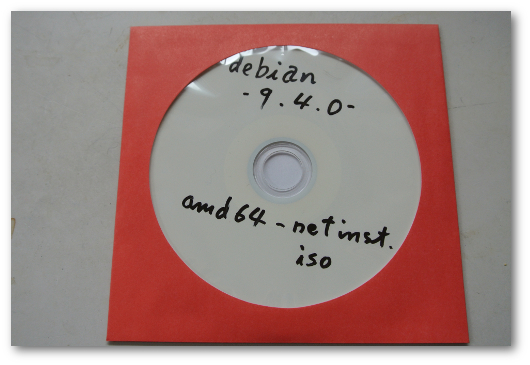 debian
-9.4.0-
amd64-netinst.
iso